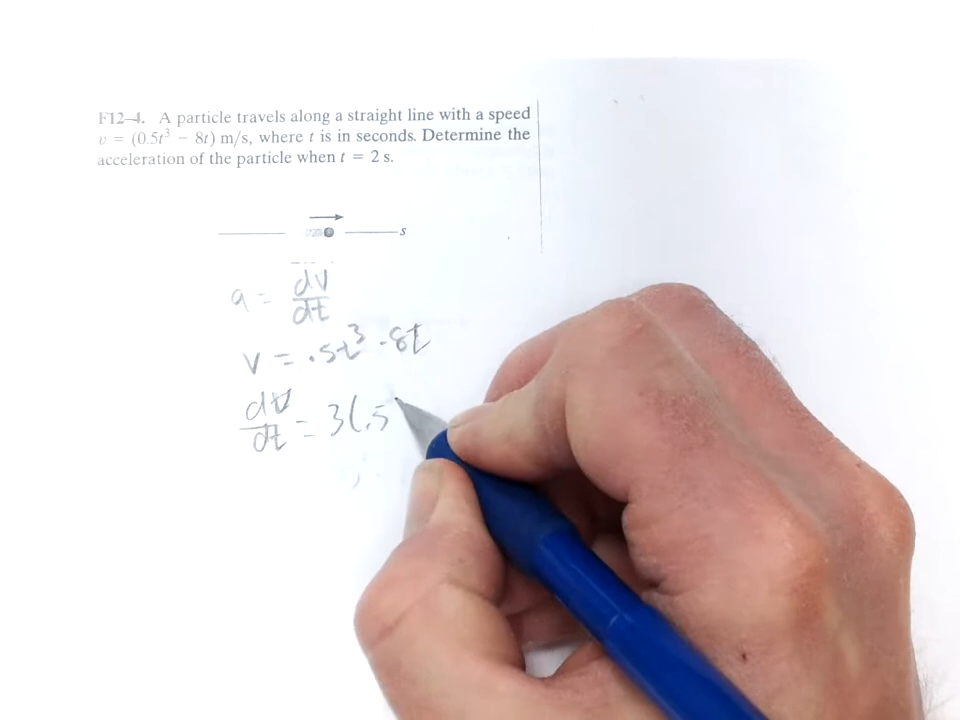 F12–4. A particle travels along a straight line with a speed
v = (0.5t³ − 8t) m/s, where t is in seconds. Determine the
acceleration of the particle when t = 2 s.
s
a = dv/dt
v = .5t³ - 8t
dv/dt = 3(.5